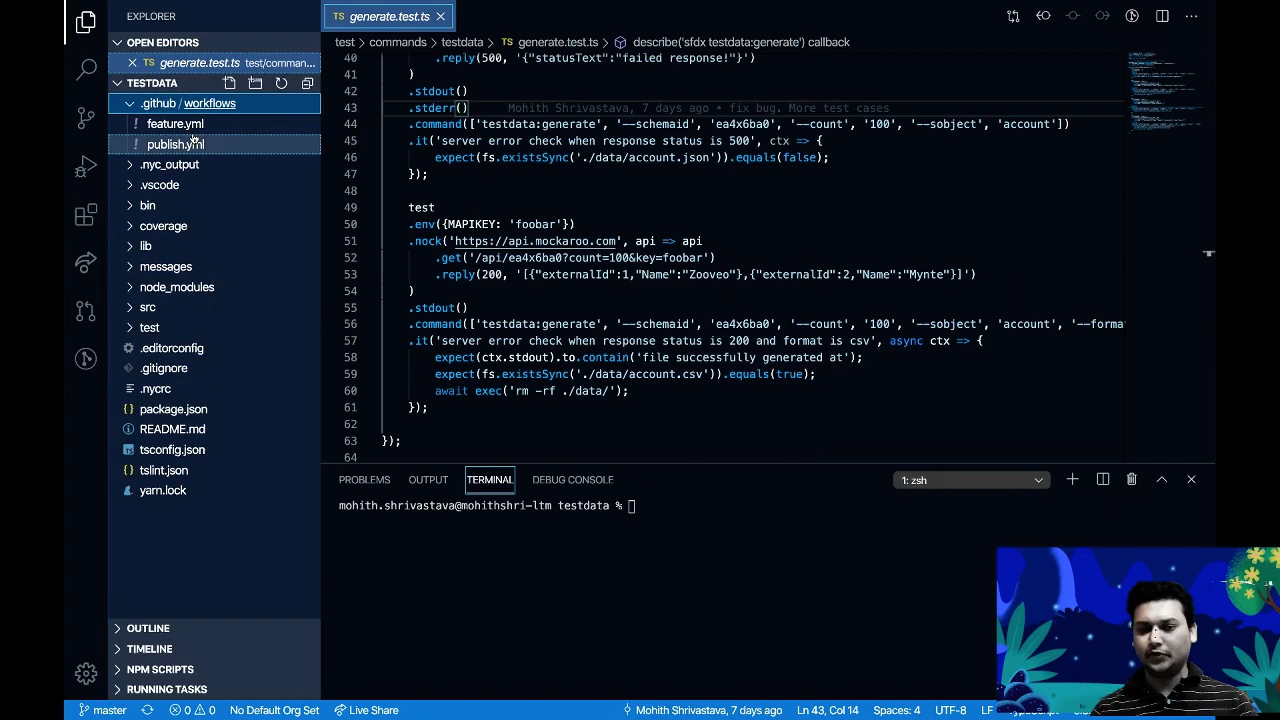 EXPLORER
OPEN EDITORS
generate.test.ts test/comman...
TESTDATA
.github / workflows
feature.yml
publish.yml
.nyc_output
.vscode
bin
coverage
lib
messages
node_modules
src
test
.editorconfig
.gitignore
.nycrc
package.json
README.md
tsconfig.json
tslint.json
yarn.lock
OUTLINE
TIMELINE
NPM SCRIPTS
RUNNING TASKS
TS generate.test.ts
test > commands > testdata > TS generate.test.ts > describe('sfdx testdata:generate') callback
40 .reply(500, '{"statusText":"failed response!"}')
41 )
42 .stdout()
43 .stderr() Mohith Shrivastava, 7 days ago • fix bug. More test cases
44 .command(['testdata:generate', '--schemaid', 'ea4x6ba0', '--count', '100', '--sobject', 'account'])
45 .it('server error check when response status is 500', ctx => {
46 expect(fs.existsSync('./data/account.json')).equals(false);
47 });
48
49 test
50 .env({MAPIKEY: 'foobar'})
51 .nock('https://api.mockaroo.com', api => api
52 .get('/api/ea4x6ba0?count=100&key=foobar')
53 .reply(200, '[{"externalId":1,"Name":"Zooveo"},{"externalId":2,"Name":"Mynte"}]')
54 )
55 .stdout()
56 .command(['testdata:generate', '--schemaid', 'ea4x6ba0', '--count', '100', '--sobject', 'account', '--forma
57 .it('server error check when response status is 200 and format is csv', async ctx => {
58 expect(ctx.stdout).to.contain('file successfully generated at');
59 expect(fs.existsSync('./data/account.csv')).equals(true);
60 await exec('rm -rf ./data/');
61 });
62
63 });
64
PROBLEMS OUTPUT TERMINAL DEBUG CONSOLE 1: zsh
mohith.shrivastava@mohithshri-ltm testdata %
master 0 0 No Default Org Set Live Share Mohith Shrivastava, 7 days ago Ln 43, Col 14 Spaces: 4 UTF-8 LF